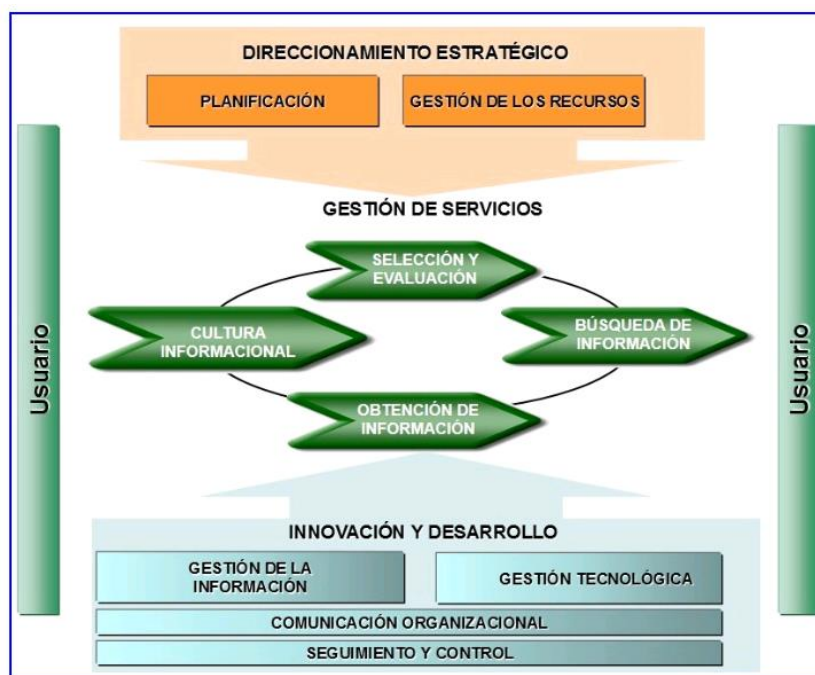 DIRECCIONAMIENTO ESTRATÉGICO
PLANIFICACIÓN
GESTIÓN DE LOS RECURSOS
GESTIÓN DE SERVICIOS
SELECCIÓN Y
EVALUACIÓN
CULTURA
INFORMACIONAL
BÚSQUEDA DE
INFORMACIÓN
OBTENCIÓN DE
INFORMACIÓN
Usuario
Usuario
INNOVACIÓN Y DESARROLLO
GESTIÓN DE LA
INFORMACIÓN
GESTIÓN TECNOLÓGICA
COMUNICACIÓN ORGANIZACIONAL
SEGUIMIENTO Y CONTROL